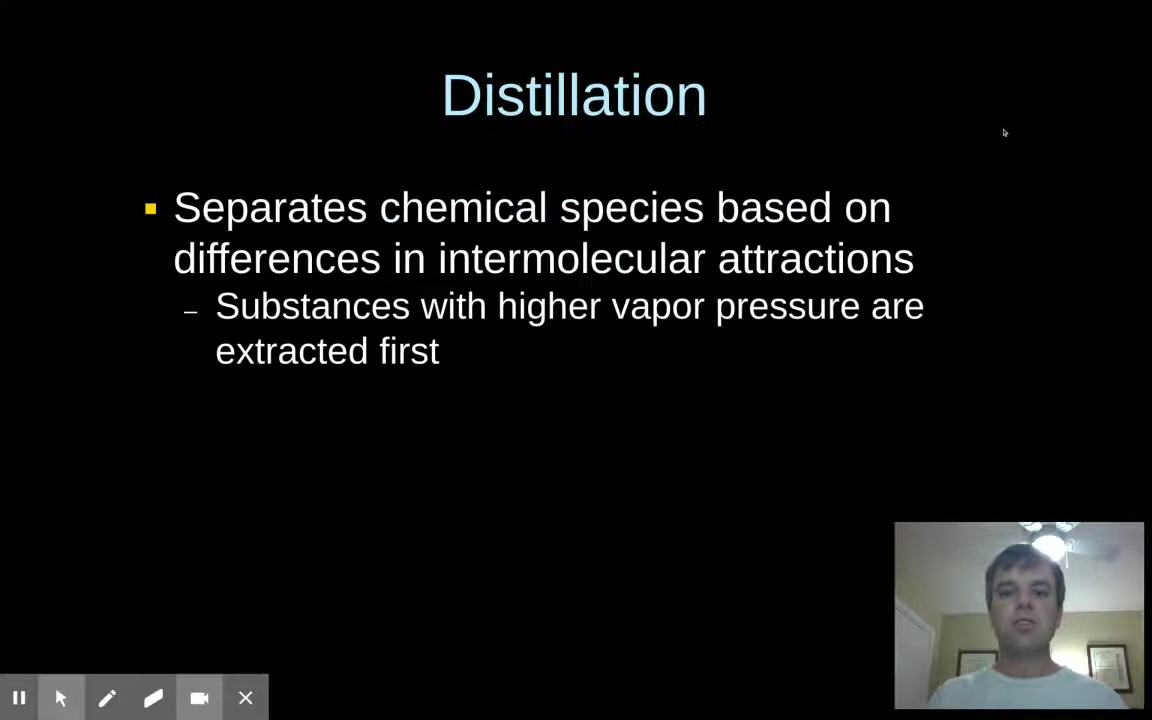 Distillation
Separates chemical species based on
differences in intermolecular attractions
– Substances with higher vapor pressure are
extracted first